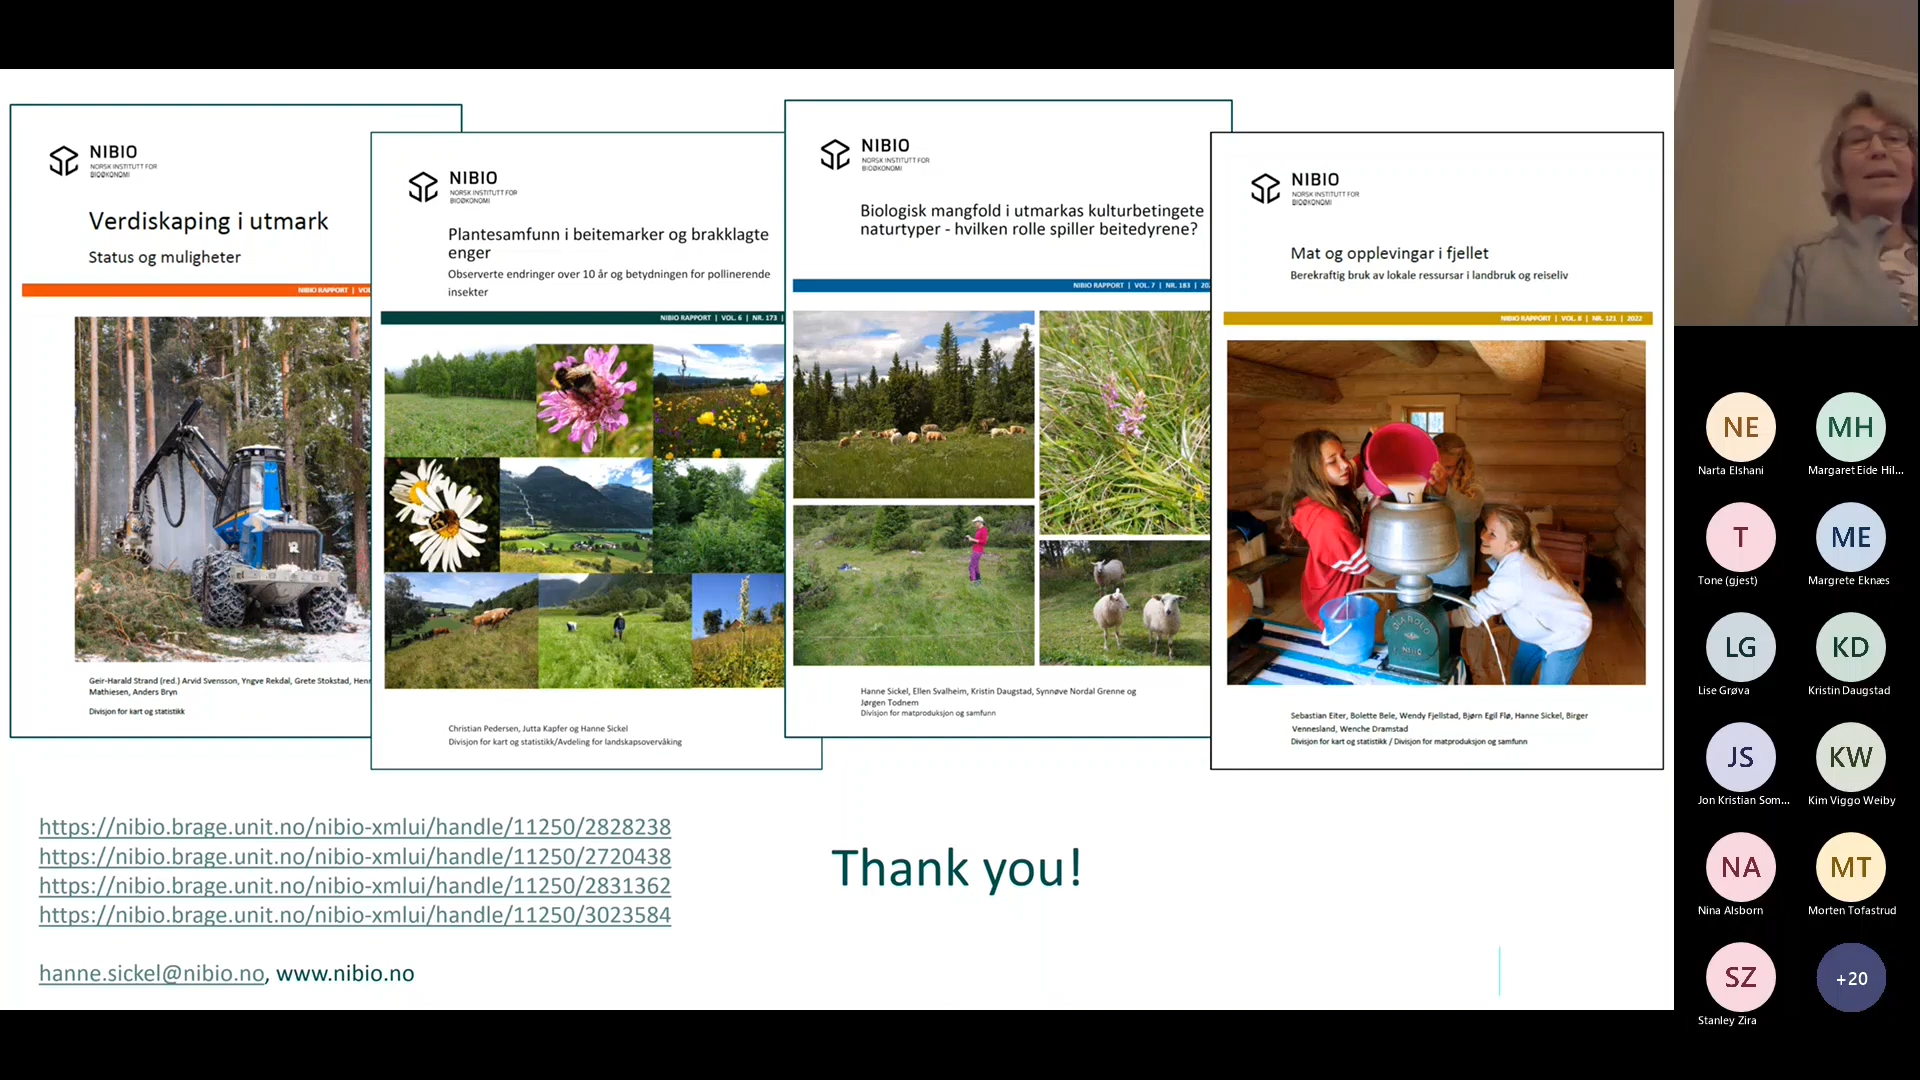 NIBIO
NORSK INSTITUTT FOR
BIOØKONOMI
Verdiskaping i utmark
Status og muligheter
NIBIO RAPPORT | VOL.
Geir-Harald Strand (red.) Arvid Svensson, Yngve Rekdal, Grete Stokstad,
Mathiesen, Anders Bryn
Divisjon for kart og statistikk
NIBIO
NORSK INSTITUTT FOR
BIOØKONOMI
Plantesamfunn i beitemarker og brakklagte
enger
Observerte endringer over 10 år og betydningen for pollinerende
insekter
NIBIO RAPPORT | VOL. 6 | NR. 173 |
Christian Pedersen, Jutta Kapfer og Hanne Sickel
Divisjon for kart og statistikk/Avdeling for landskapsovervåking
NIBIO
NORSK INSTITUTT FOR
BIOØKONOMI
Biologisk mangfold i utmarkas kulturbetingete
naturtyper - hvilken rolle spiller beitedyrene?
NIBIO RAPPORT | VOL. 7 | NR. 183 |
Hanne Sickel, Ellen Svalheim, Kristin Daugstad, Synnøve Nordal Grenne og
Jørgen Todnem
Divisjon for matproduksjon og samfunn
NIBIO
NORSK INSTITUTT FOR
BIOØKONOMI
Mat og opplevingar i fjellet
Berekraftig bruk av lokale ressursar i landbruk og reiseliv
NIBIO RAPPORT | VOL. 8 | NR. 121 | 2022
DIABOLO
Sebastian Eiter, Bolette Bele, Wendy Fjellstad, Bjørn Egil Flø, Hanne Sickel, Birger
Vennesland, Wenche Dramstad
Divisjon for kart og statistikk / Divisjon for matproduksjon og samfunn
https://nibio.brage.unit.no/nibio-xmlui/handle/11250/2828238
https://nibio.brage.unit.no/nibio-xmlui/handle/11250/2720438
https://nibio.brage.unit.no/nibio-xmlui/handle/11250/2831362
https://nibio.brage.unit.no/nibio-xmlui/handle/11250/3023584
Thank you!
hanne.sickel@nibio.no, www.nibio.no
NE MH
Narta Elshani Margaret Eide Hil...
T ME
Tone (gjest) Margrete Eknæs
LG KD
Lise Grøva Kristin Daugstad
JS KW
Jon Kristian Som... Kim Viggo Weiby
NA MT
Nina Alsborn Morten Tofastrud
SZ +20
Stanley Zira